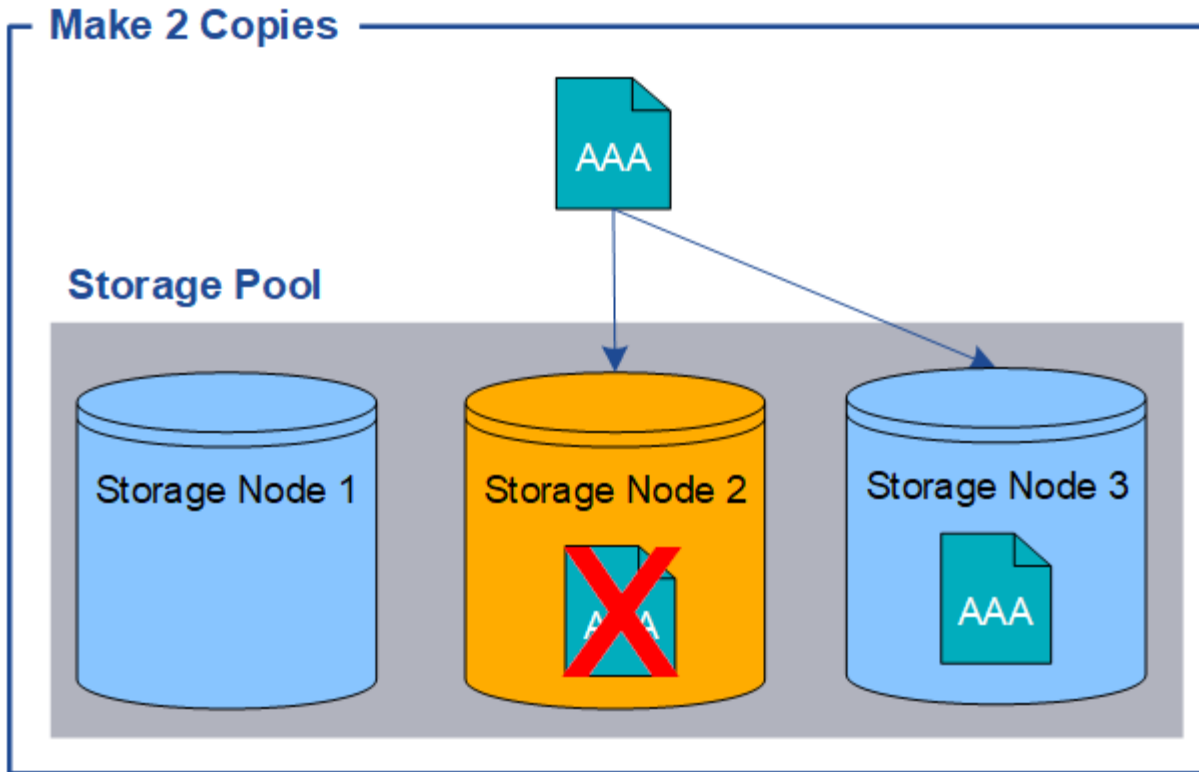 Make 2 Copies
AAA
Storage Pool
Storage Node 1
Storage Node 2
Storage Node 3
AAA